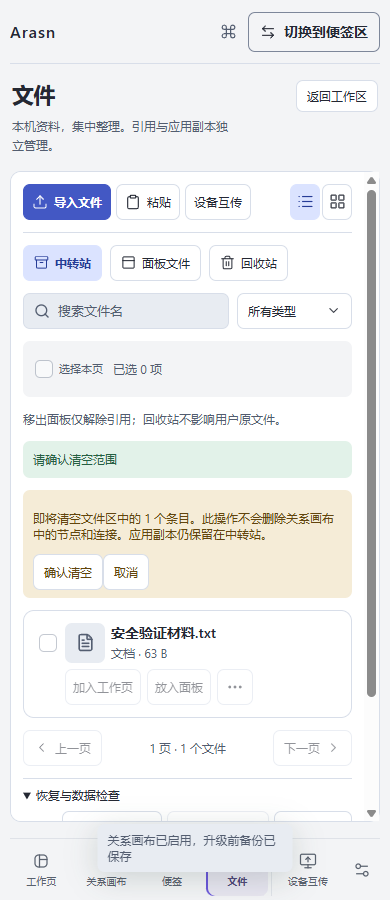 Arasn
切换到便签区
文件
返回工作区
本机资料，集中整理。引用与应用副本独
立管理。
导入文件
粘贴
设备互传
中转站
面板文件
回收站
搜索文件名
所有类型
选择本页
已选 0 项
移出面板仅解除引用；回收站不影响用户原文件。
请确认清空范围
即将清空文件区中的 1 个条目。此操作不会删除关系画布
中的节点和连接。应用副本仍保留在中转站。
确认清空
取消
安全验证材料.txt
文档 · 63 B
加入工作页
放入面板
上一页
1 页 · 1 个文件
下一页
恢复与数据检查
关系画布已启用，升级前备份已
保存
工作页
关系画布
便签
文件
设备互传